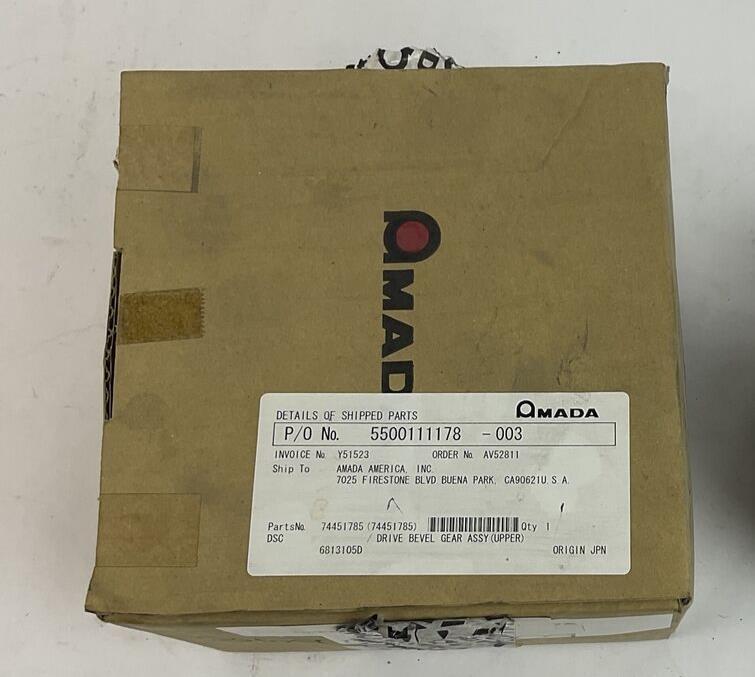 AMAD
DETAILS OF SHIPPED PARTS
AMADA
P/O No. 5500111178 -003
INVOICE No. Y51523 ORDER No. AV52811
Ship To AMADA AMERICA, INC.
7025 FIRESTONE BLVD BUENA PARK, CA90621U.S.A.
PartsNo. 74451785 (74451785) Qty 1
DSC / DRIVE BEVEL GEAR ASSY(UPPER)
6813105D ORIGIN JPN